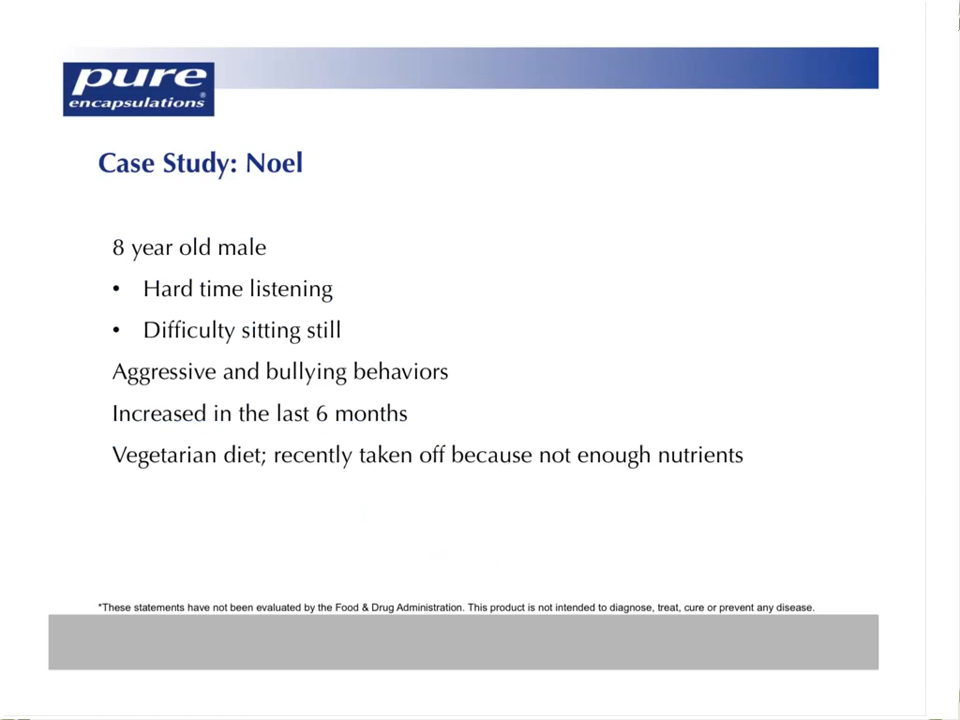 pure
encapsulations®
Case Study: Noel
8 year old male
• Hard time listening
• Difficulty sitting still
Aggressive and bullying behaviors
Increased in the last 6 months
Vegetarian diet; recently taken off because not enough nutrients
*These statements have not been evaluated by the Food & Drug Administration. This product is not intended to diagnose, treat, cure or prevent any disease.